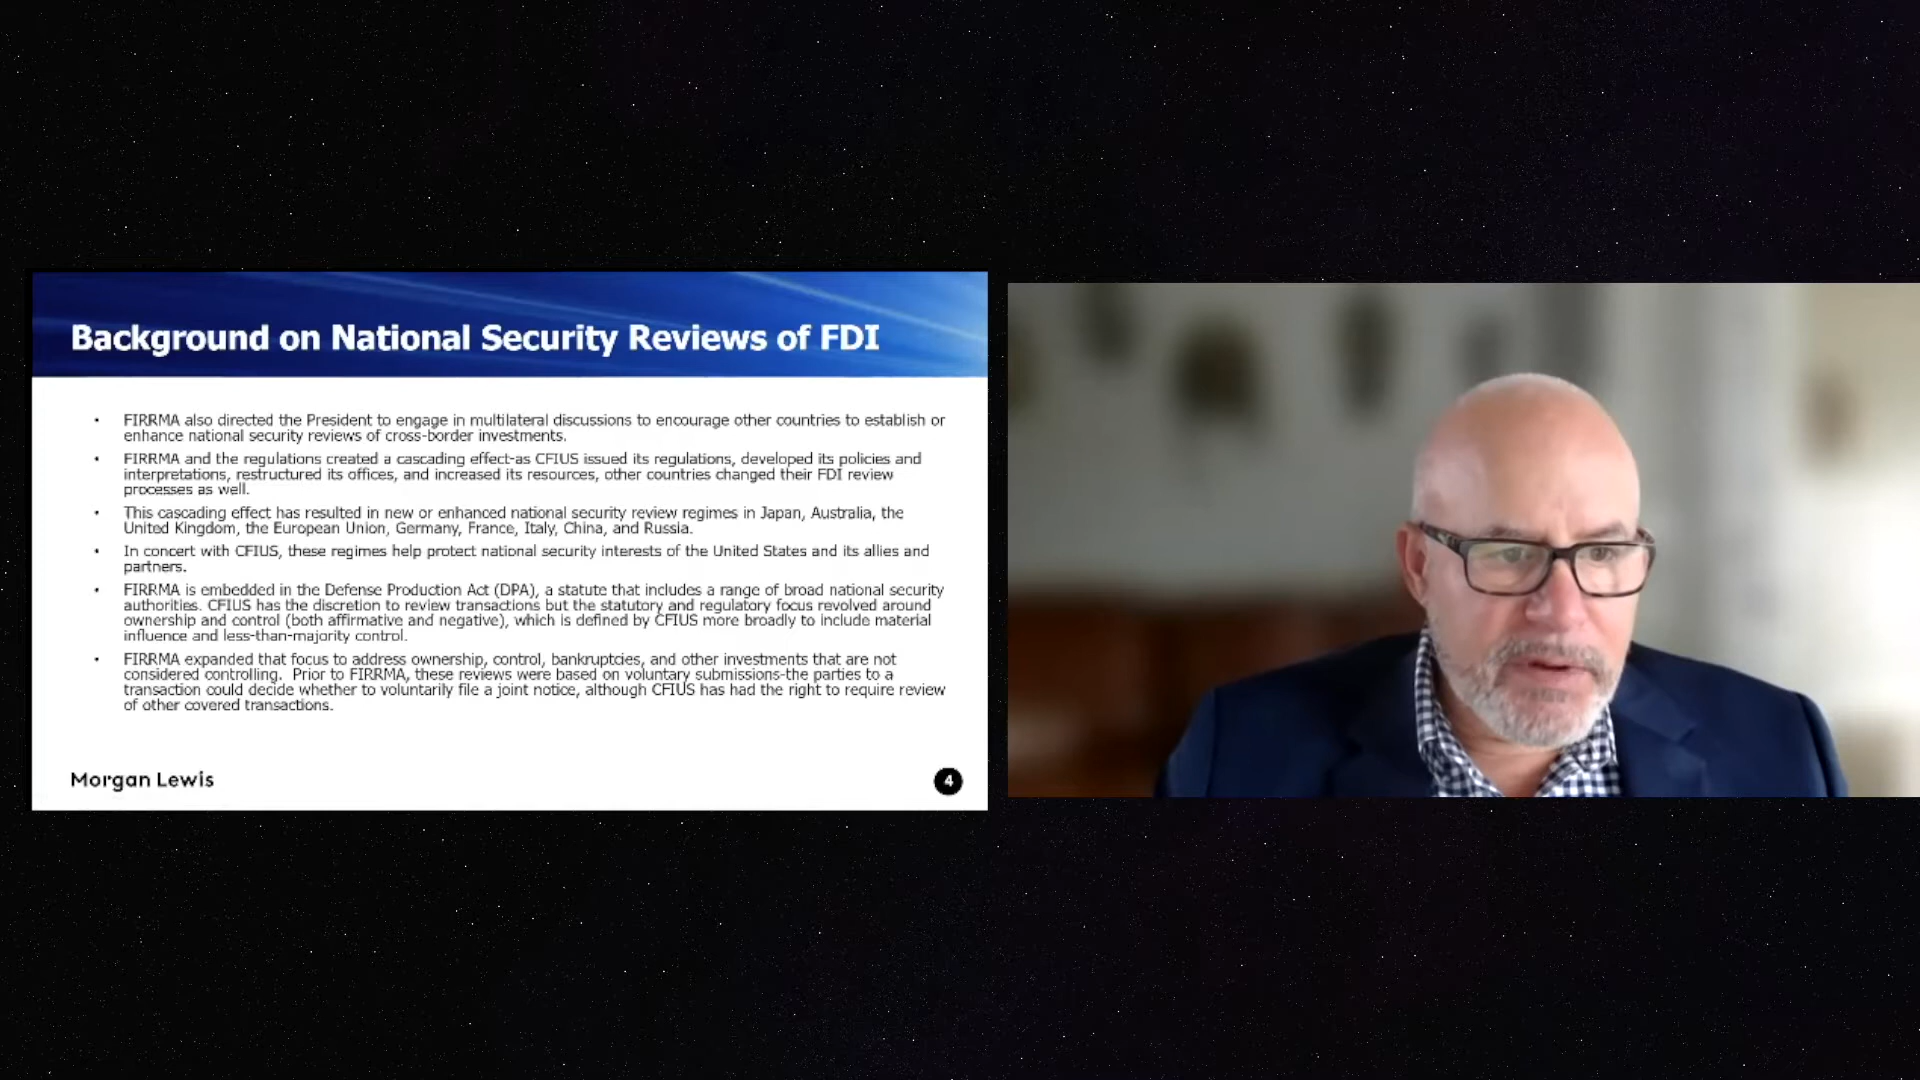 Background on National Security Reviews of FDI
• FIRRMA also directed the President to engage in multilateral discussions to encourage other countries to establish or
enhance national security reviews of cross-border investments.
• FIRRMA and the regulations created a cascading effect-as CFIUS issued its regulations, developed its policies and
interpretations, restructured its offices, and increased its resources, other countries changed their FDI review
processes as well.
• This cascading effect has resulted in new or enhanced national security review regimes in Japan, Australia, the
United Kingdom, the European Union, Germany, France, Italy, China, and Russia.
• In concert with CFIUS, these regimes help protect national security interests of the United States and its allies and
partners.
• FIRRMA is embedded in the Defense Production Act (DPA), a statute that includes a range of broad national security
authorities. CFIUS has the discretion to review transactions but the statutory and regulatory focus revolved around
ownership and control (both affirmative and negative), which is defined by CFIUS more broadly to include material
influence and less-than-majority control.
• FIRRMA expanded that focus to address ownership, control, bankruptcies, and other investments that are not
considered controlling. Prior to FIRRMA, these reviews were based on voluntary submissions-the parties to a
transaction could decide whether to voluntarily file a joint notice, although CFIUS has had the right to require review
of other covered transactions.
Morgan Lewis
4